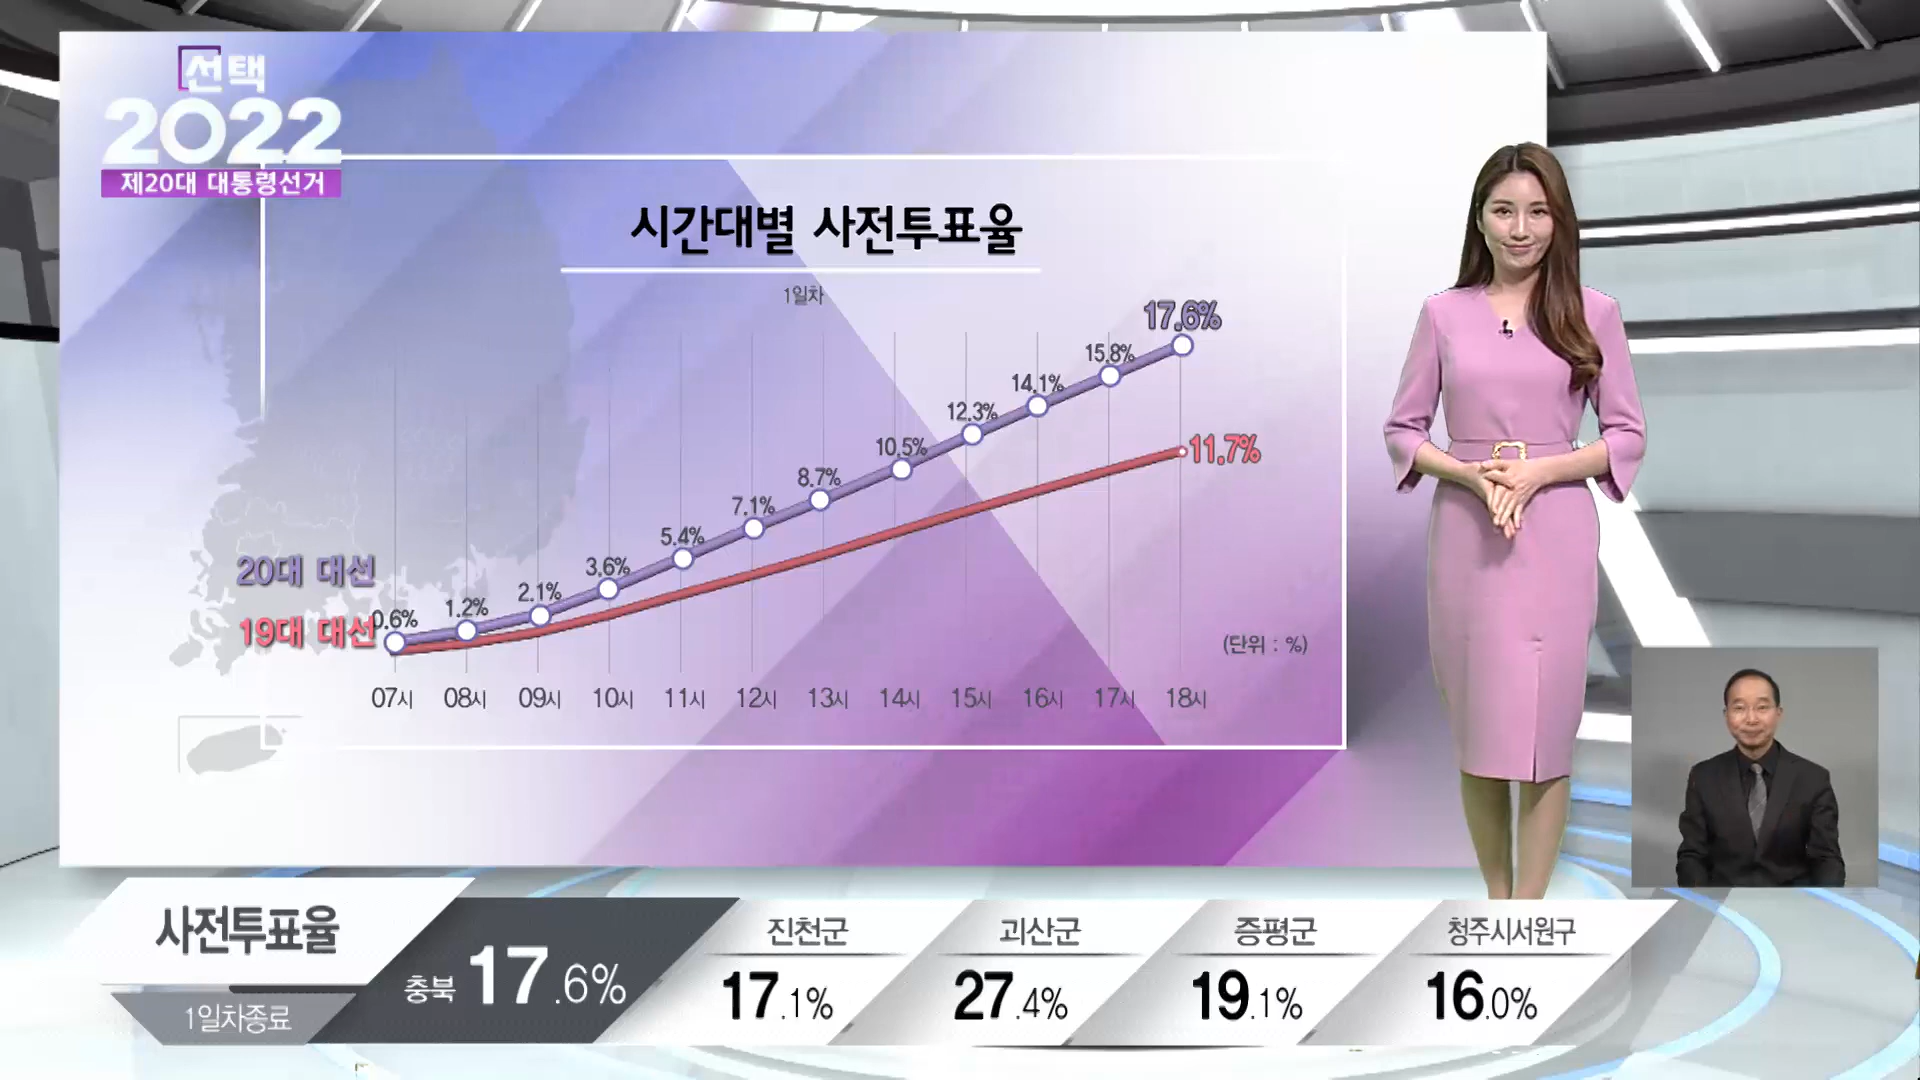 선택
2022
제20대 대통령선거
시간대별 사전투표율
1일차
17.6%
15.8%
14.1%
12.3%
10.5%
8.7%
7.1%
5.4%
3.6%
2.1%
1.2%
0.6%
11.7%
20대 대선
19대 대선
(단위 : %)
07시 08시 09시 10시 11시 12시 13시 14시 15시 16시 17시 18시
사전투표율
1일차종료
충북 17.6%
진천군
17.1%
괴산군
27.4%
증평군
19.1%
청주시서원구
16.0%